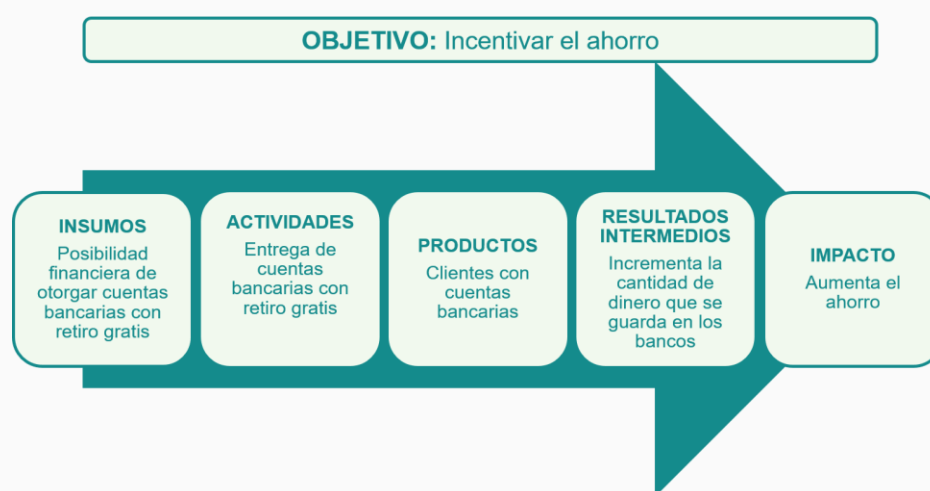 OBJETIVO: Incentivar el ahorro
INSUMOS
Posibilidad
financiera de
otorgar cuentas
bancarias con
retiro gratis
ACTIVIDADES
Entrega de
cuentas
bancarias con
retiro gratis
PRODUCTOS
Clientes con
cuentas
bancarias
RESULTADOS
INTERMEDIOS
Incrementa la
cantidad de
dinero que se
guarda en los
bancos
IMPACTO
Aumenta el
ahorro